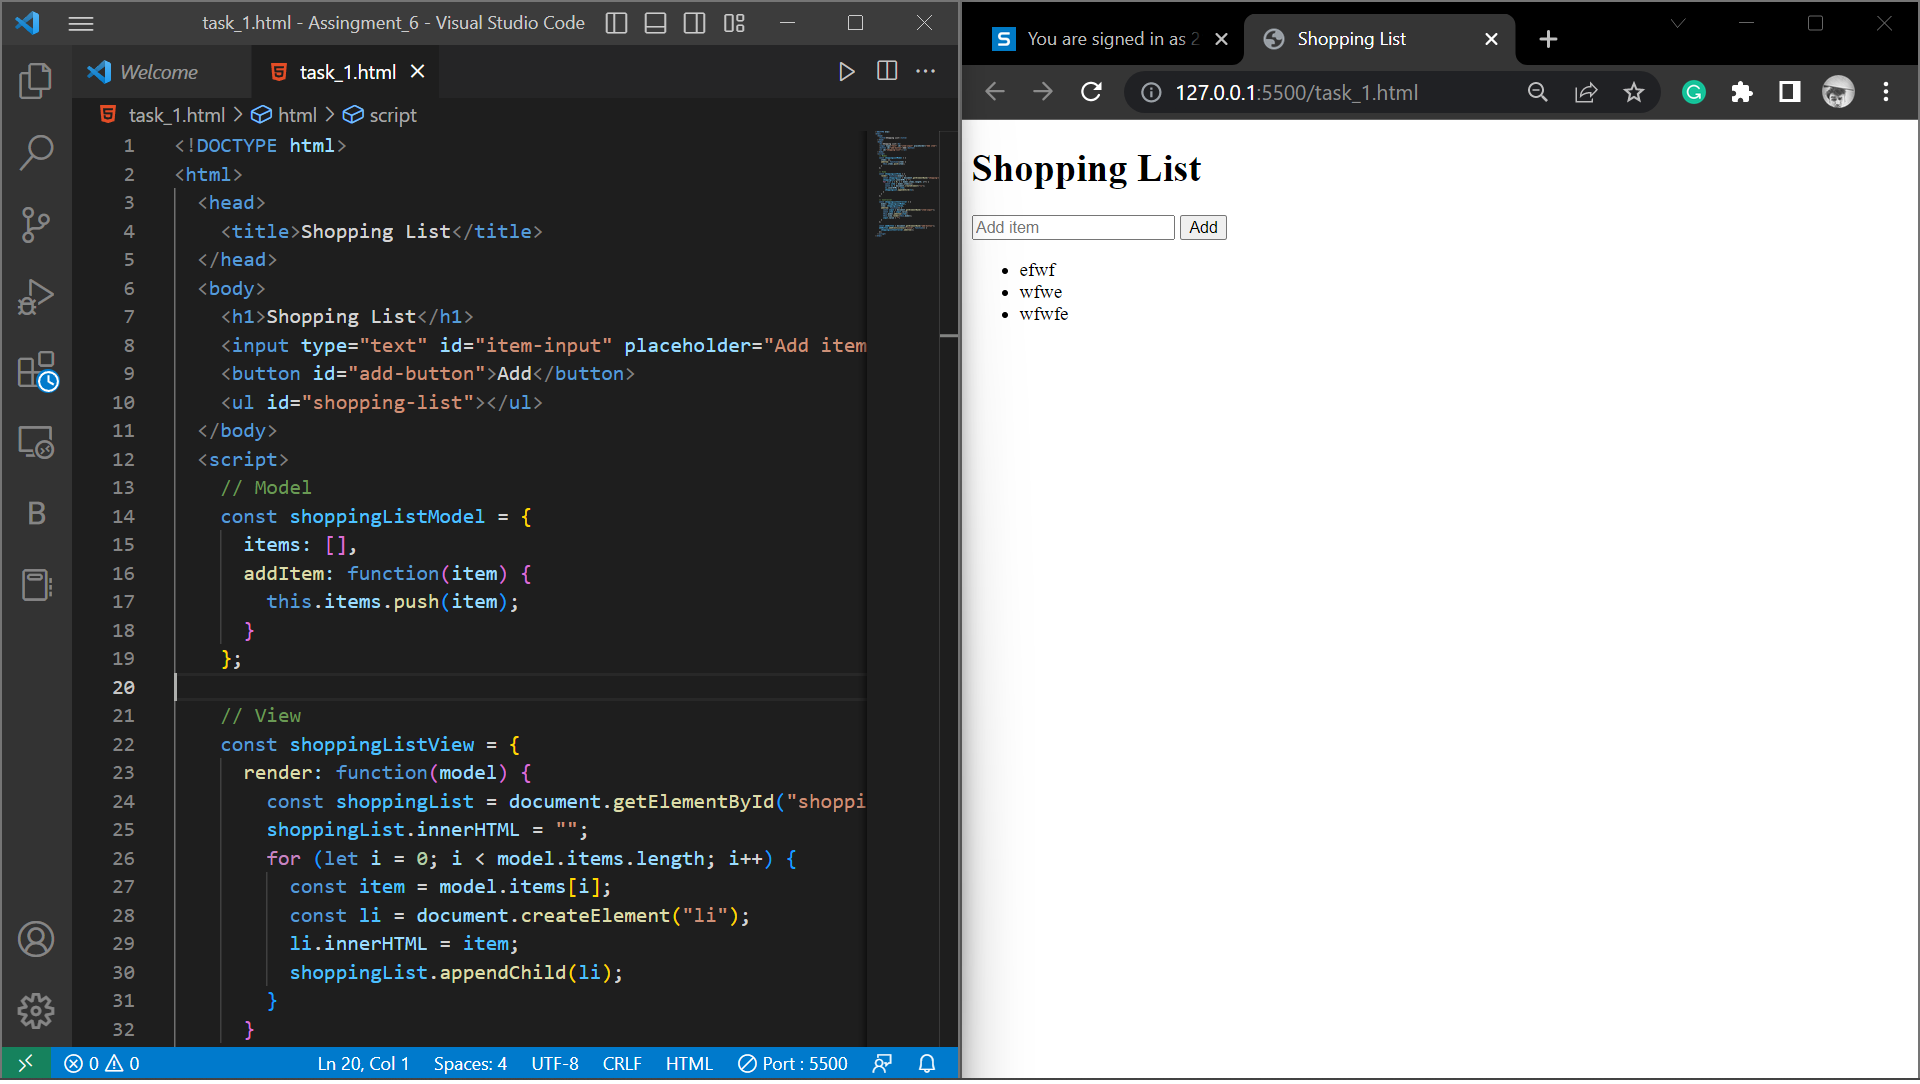 task_1.html - Assingment_6 - Visual Studio Code
Welcome
task_1.html
task_1.html > html > script
1 <!DOCTYPE html>
2 <html>
3 <head>
4 <title>Shopping List</title>
5 </head>
6 <body>
7 <h1>Shopping List</h1>
8 <input type="text" id="item-input" placeholder="Add item
9 <button id="add-button">Add</button>
10 <ul id="shopping-list"></ul>
11 </body>
12 <script>
13 // Model
14 const shoppingListModel = {
15 items: [],
16 addItem: function(item) {
17 this.items.push(item);
18 }
19 };
20
21 // View
22 const shoppingListView = {
23 render: function(model) {
24 const shoppingList = document.getElementById("shoppi
25 shoppingList.innerHTML = "";
26 for (let i = 0; i < model.items.length; i++) {
27 const item = model.items[i];
28 const li = document.createElement("li");
29 li.innerHTML = item;
30 shoppingList.appendChild(li);
31 }
32 }
B
0 0 Ln 20, Col 1 Spaces: 4 UTF-8 CRLF HTML Port : 5500
S You are signed in as 2
Shopping List
127.0.0.1:5500/task_1.html
G
Shopping List
Add item Add
• efwf
• wfwe
• wfwfe